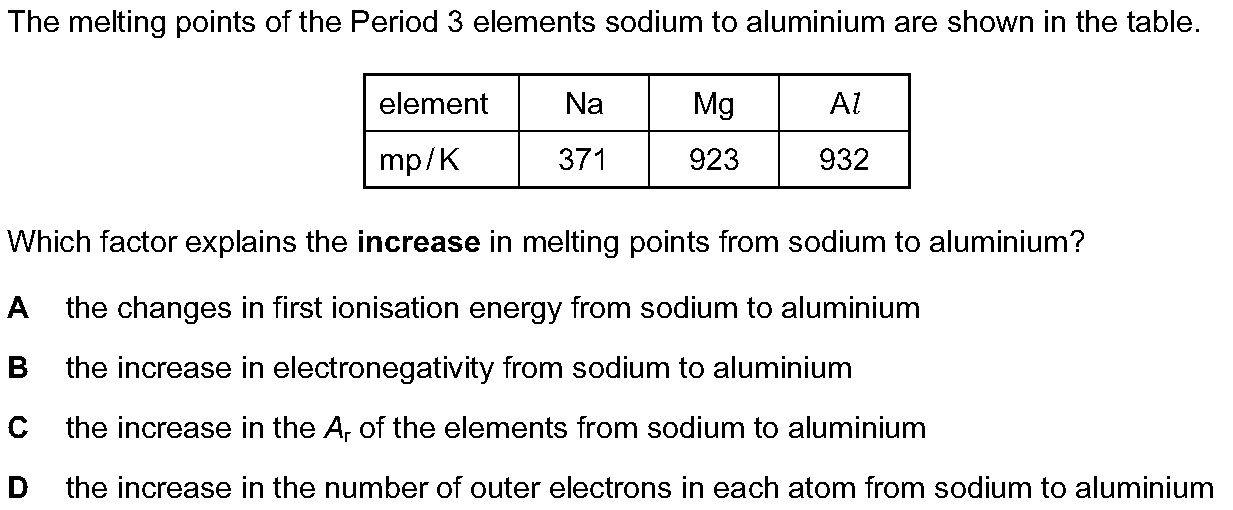 The melting points of the Period 3 elements sodium to aluminium are shown in the table.
element Na Mg Al
mp / K 371 923 932
Which factor explains the increase in melting points from sodium to aluminium?
A the changes in first ionisation energy from sodium to aluminium
B the increase in electronegativity from sodium to aluminium
C the increase in the Ar of the elements from sodium to aluminium
D the increase in the number of outer electrons in each atom from sodium to aluminium